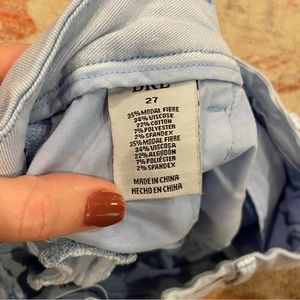 27
35% MODAL FIBRE
34% VISCOSE
22% COTTON
7% POLYESTER
2% SPANDEX
35% MODAL FIBRE
34% VISCOSA
22% ALGODÓN
7% POLIÉSTER
2% SPANDEX
MADE IN CHINA
HECHO EN CHINA